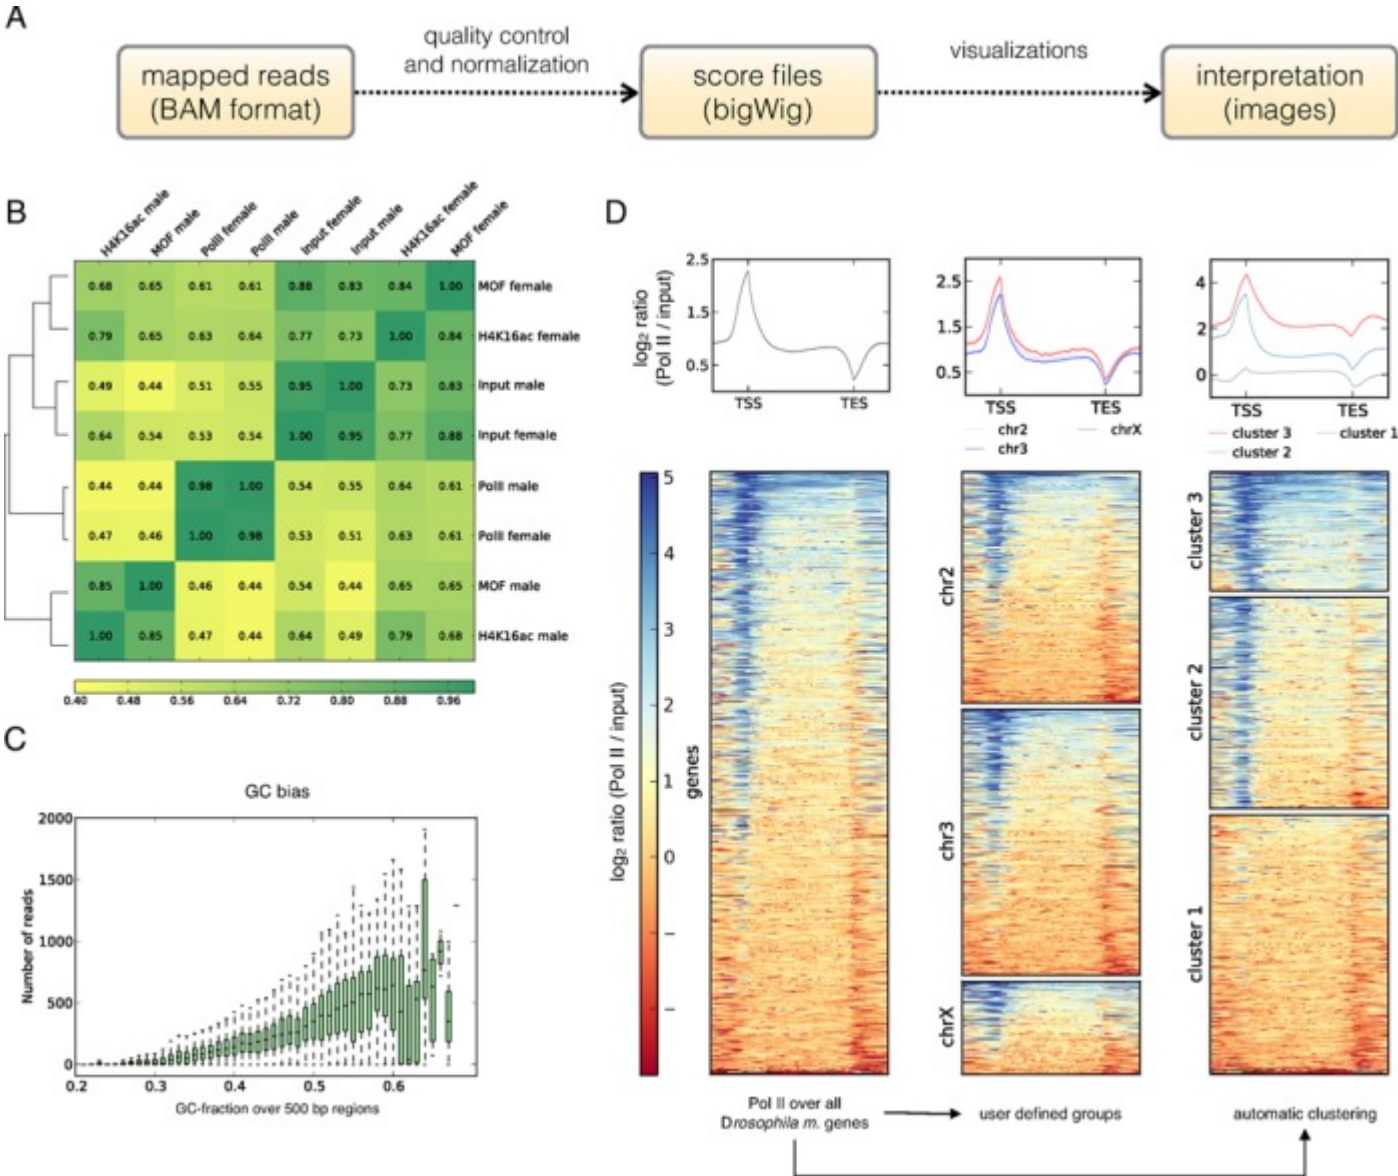 A
mapped reads
(BAM format)
quality control
and normalization
score files
(bigWig)
visualizations
interpretation
(images)
B
H4K16ac male
MOF male
PolII female
PolII male
Input female
Input male
H4K16ac female
MOF female
0.68 0.65 0.61 0.61 0.88 0.83 0.84 1.00 MOF female
0.79 0.65 0.63 0.64 0.77 0.73 1.00 0.84 H4K16ac female
0.49 0.44 0.51 0.55 0.95 1.00 0.73 0.83 Input male
0.64 0.54 0.53 0.54 1.00 0.95 0.77 0.88 Input female
0.44 0.44 0.98 1.00 0.54 0.55 0.64 0.61 PolII male
0.47 0.46 1.00 0.98 0.53 0.51 0.63 0.61 PolII female
0.85 1.00 0.46 0.44 0.54 0.44 0.65 0.65 MOF male
1.00 0.85 0.47 0.44 0.64 0.49 0.79 0.68 H4K16ac male
0.40 0.48 0.56 0.64 0.72 0.80 0.88 0.96
C
GC bias
Number of reads
2000
1500
1000
500
0
0.2 0.3 0.4 0.5 0.6
GC-fraction over 500 bp regions
D
log₂ ratio
(Pol II / input)
2.5
1.5
0.5
TSS TES
2.5
1.5
0.5
TSS TES
chr2 chrX
chr3
4
2
0
TSS TES
cluster 3 cluster 1
cluster 2
log₂ ratio (Pol II / input)
5
4
3
2
1
0
–
–
genes
chr2
chr3
chrX
cluster 3
cluster 2
cluster 1
Pol II over all
Drosophila m. genes
user defined groups
automatic clustering